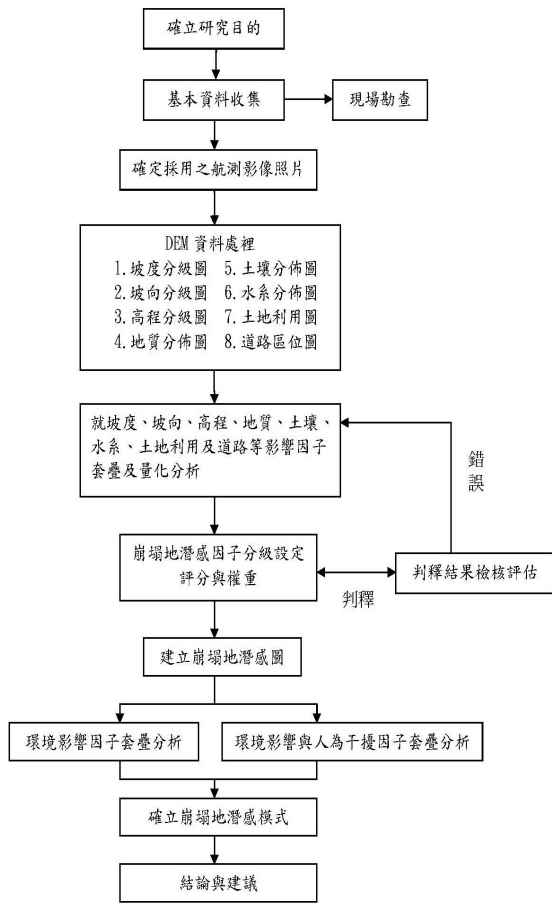 確立研究目的
基本資料收集
現場勘查
確定採用之航測影像照片
DEM 資料處裡
1.坡度分級圖 5.土壤分佈圖
2.坡向分級圖 6.水系分佈圖
3.高程分級圖 7.土地利用圖
4.地質分佈圖 8.道路區位圖
就坡度、坡向、高程、地質、土壤、
水系、土地利用及道路等影響因子
套疊及量化分析
錯誤
崩塌地潛感因子分級設定
評分與權重
判釋
判釋結果檢核評估
建立崩塌地潛感圖
環境影響因子套疊分析
環境影響與人為干擾因子套疊分析
確立崩塌地潛感模式
結論與建議